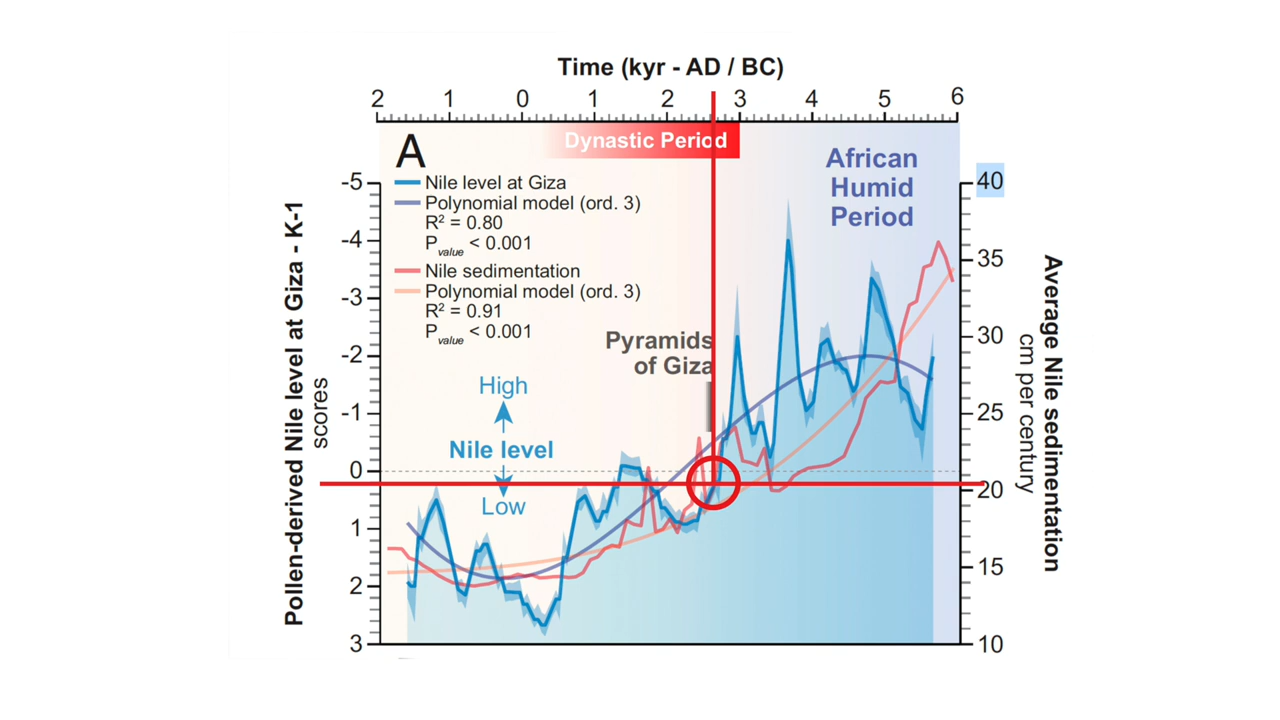 Time (kyr - AD / BC)
2 1 0 1 2 3 4 5 6
Dynastic Period
A
African
Humid
Period
Nile level at Giza
Polynomial model (ord. 3)
R² = 0.80
Pvalue < 0.001
Nile sedimentation
Polynomial model (ord. 3)
R² = 0.91
Pvalue < 0.001
Pyramids
of Giza
High
Nile level
Low
Pollen-derived Nile level at Giza - K-1
scores
-5
-4
-3
-2
-1
0
1
2
3
40
35
30
25
20
15
10
Average Nile sedimentation
cm per century